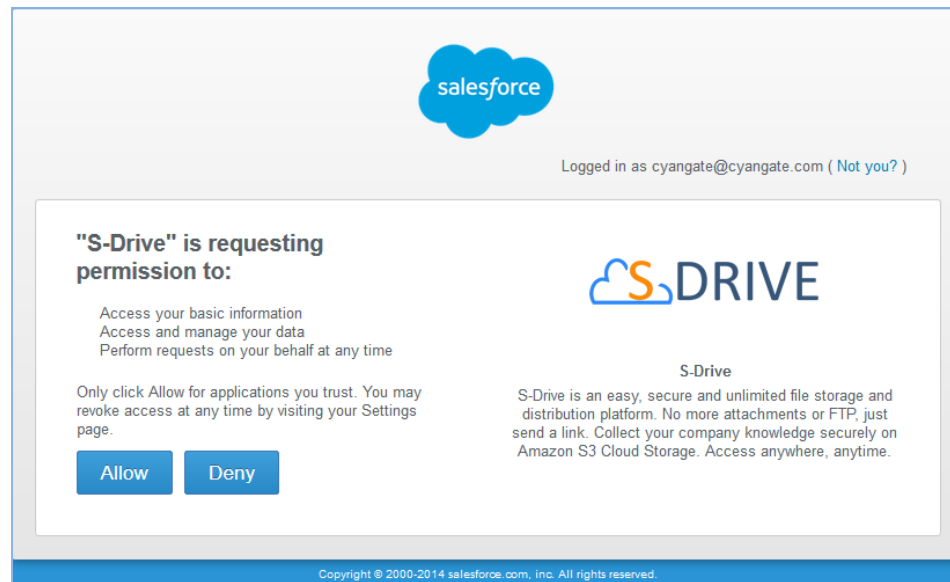 salesforce
Logged in as cyangate@cyangate.com ( Not you? )
"S-Drive" is requesting
permission to:
Access your basic information
Access and manage your data
Perform requests on your behalf at any time
Only click Allow for applications you trust. You may
revoke access at any time by visiting your Settings
page.
Allow Deny
S DRIVE
S-Drive
S-Drive is an easy, secure and unlimited file storage and
distribution platform. No more attachments or FTP, just
send a link. Collect your company knowledge securely on
Amazon S3 Cloud Storage. Access anywhere, anytime.
Copyright © 2000-2014 salesforce.com, inc. All rights reserved.